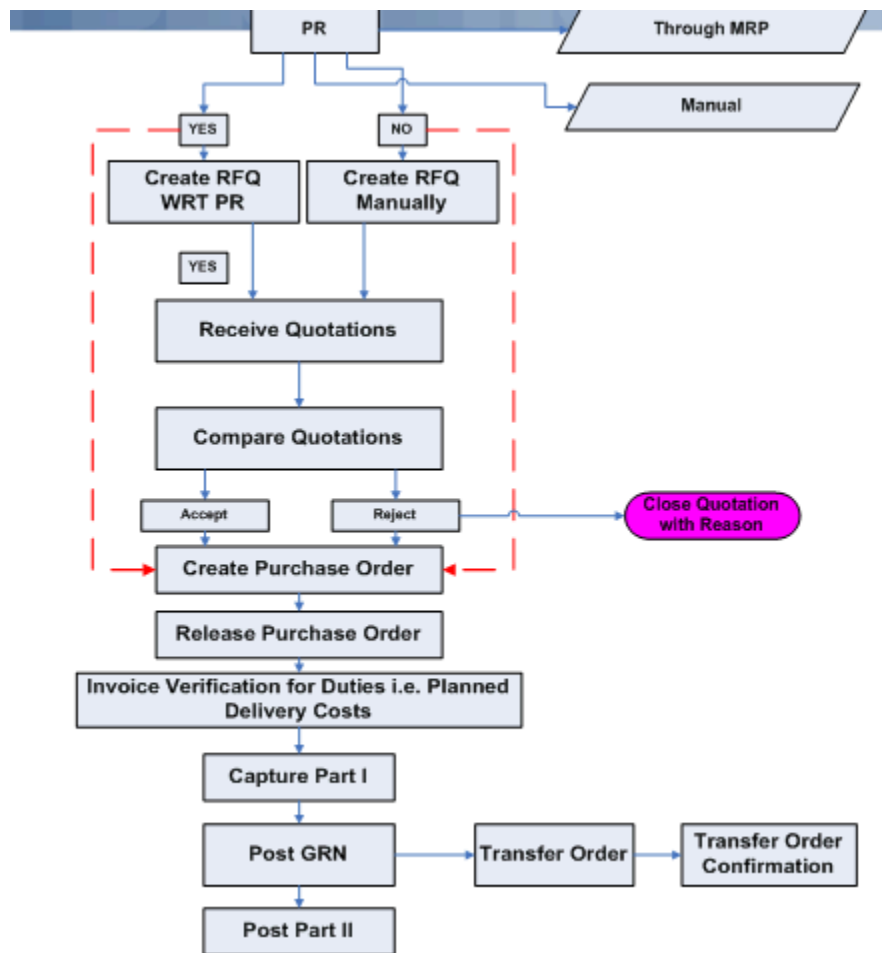 PR
Through MRP
Manual
YES
NO
Create RFQ
WRT PR
Create RFQ
Manually
YES
Receive Quotations
Compare Quotations
Accept
Reject
Close Quotation
with Reason
Create Purchase Order
Release Purchase Order
Invoice Verification for Duties i.e. Planned
Delivery Costs
Capture Part I
Post GRN
Transfer Order
Transfer Order
Confirmation
Post Part II